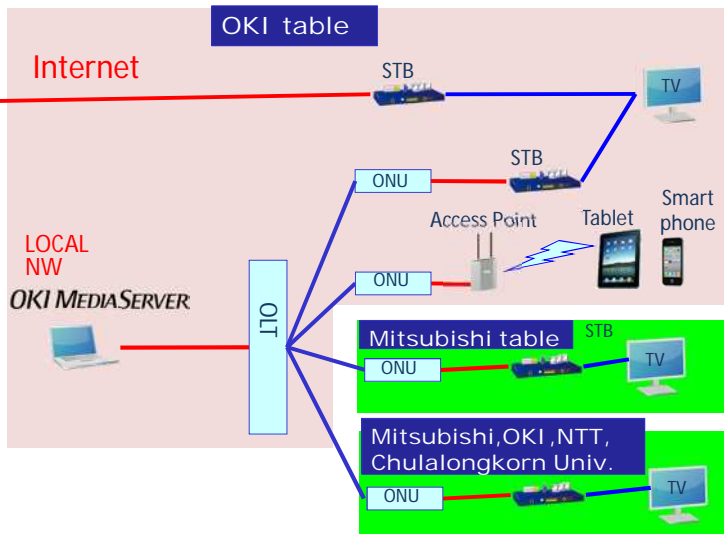 OKI table
Internet
STB
TV
STB
ONU
Access Point
Tablet
Smart
phone
LOCAL
NW
OKI MEDIASERVER
ONU
OLT
Mitsubishi table
STB
TV
ONU
Mitsubishi,OKI,NTT,
Chulalongkorn Univ.
TV
ONU